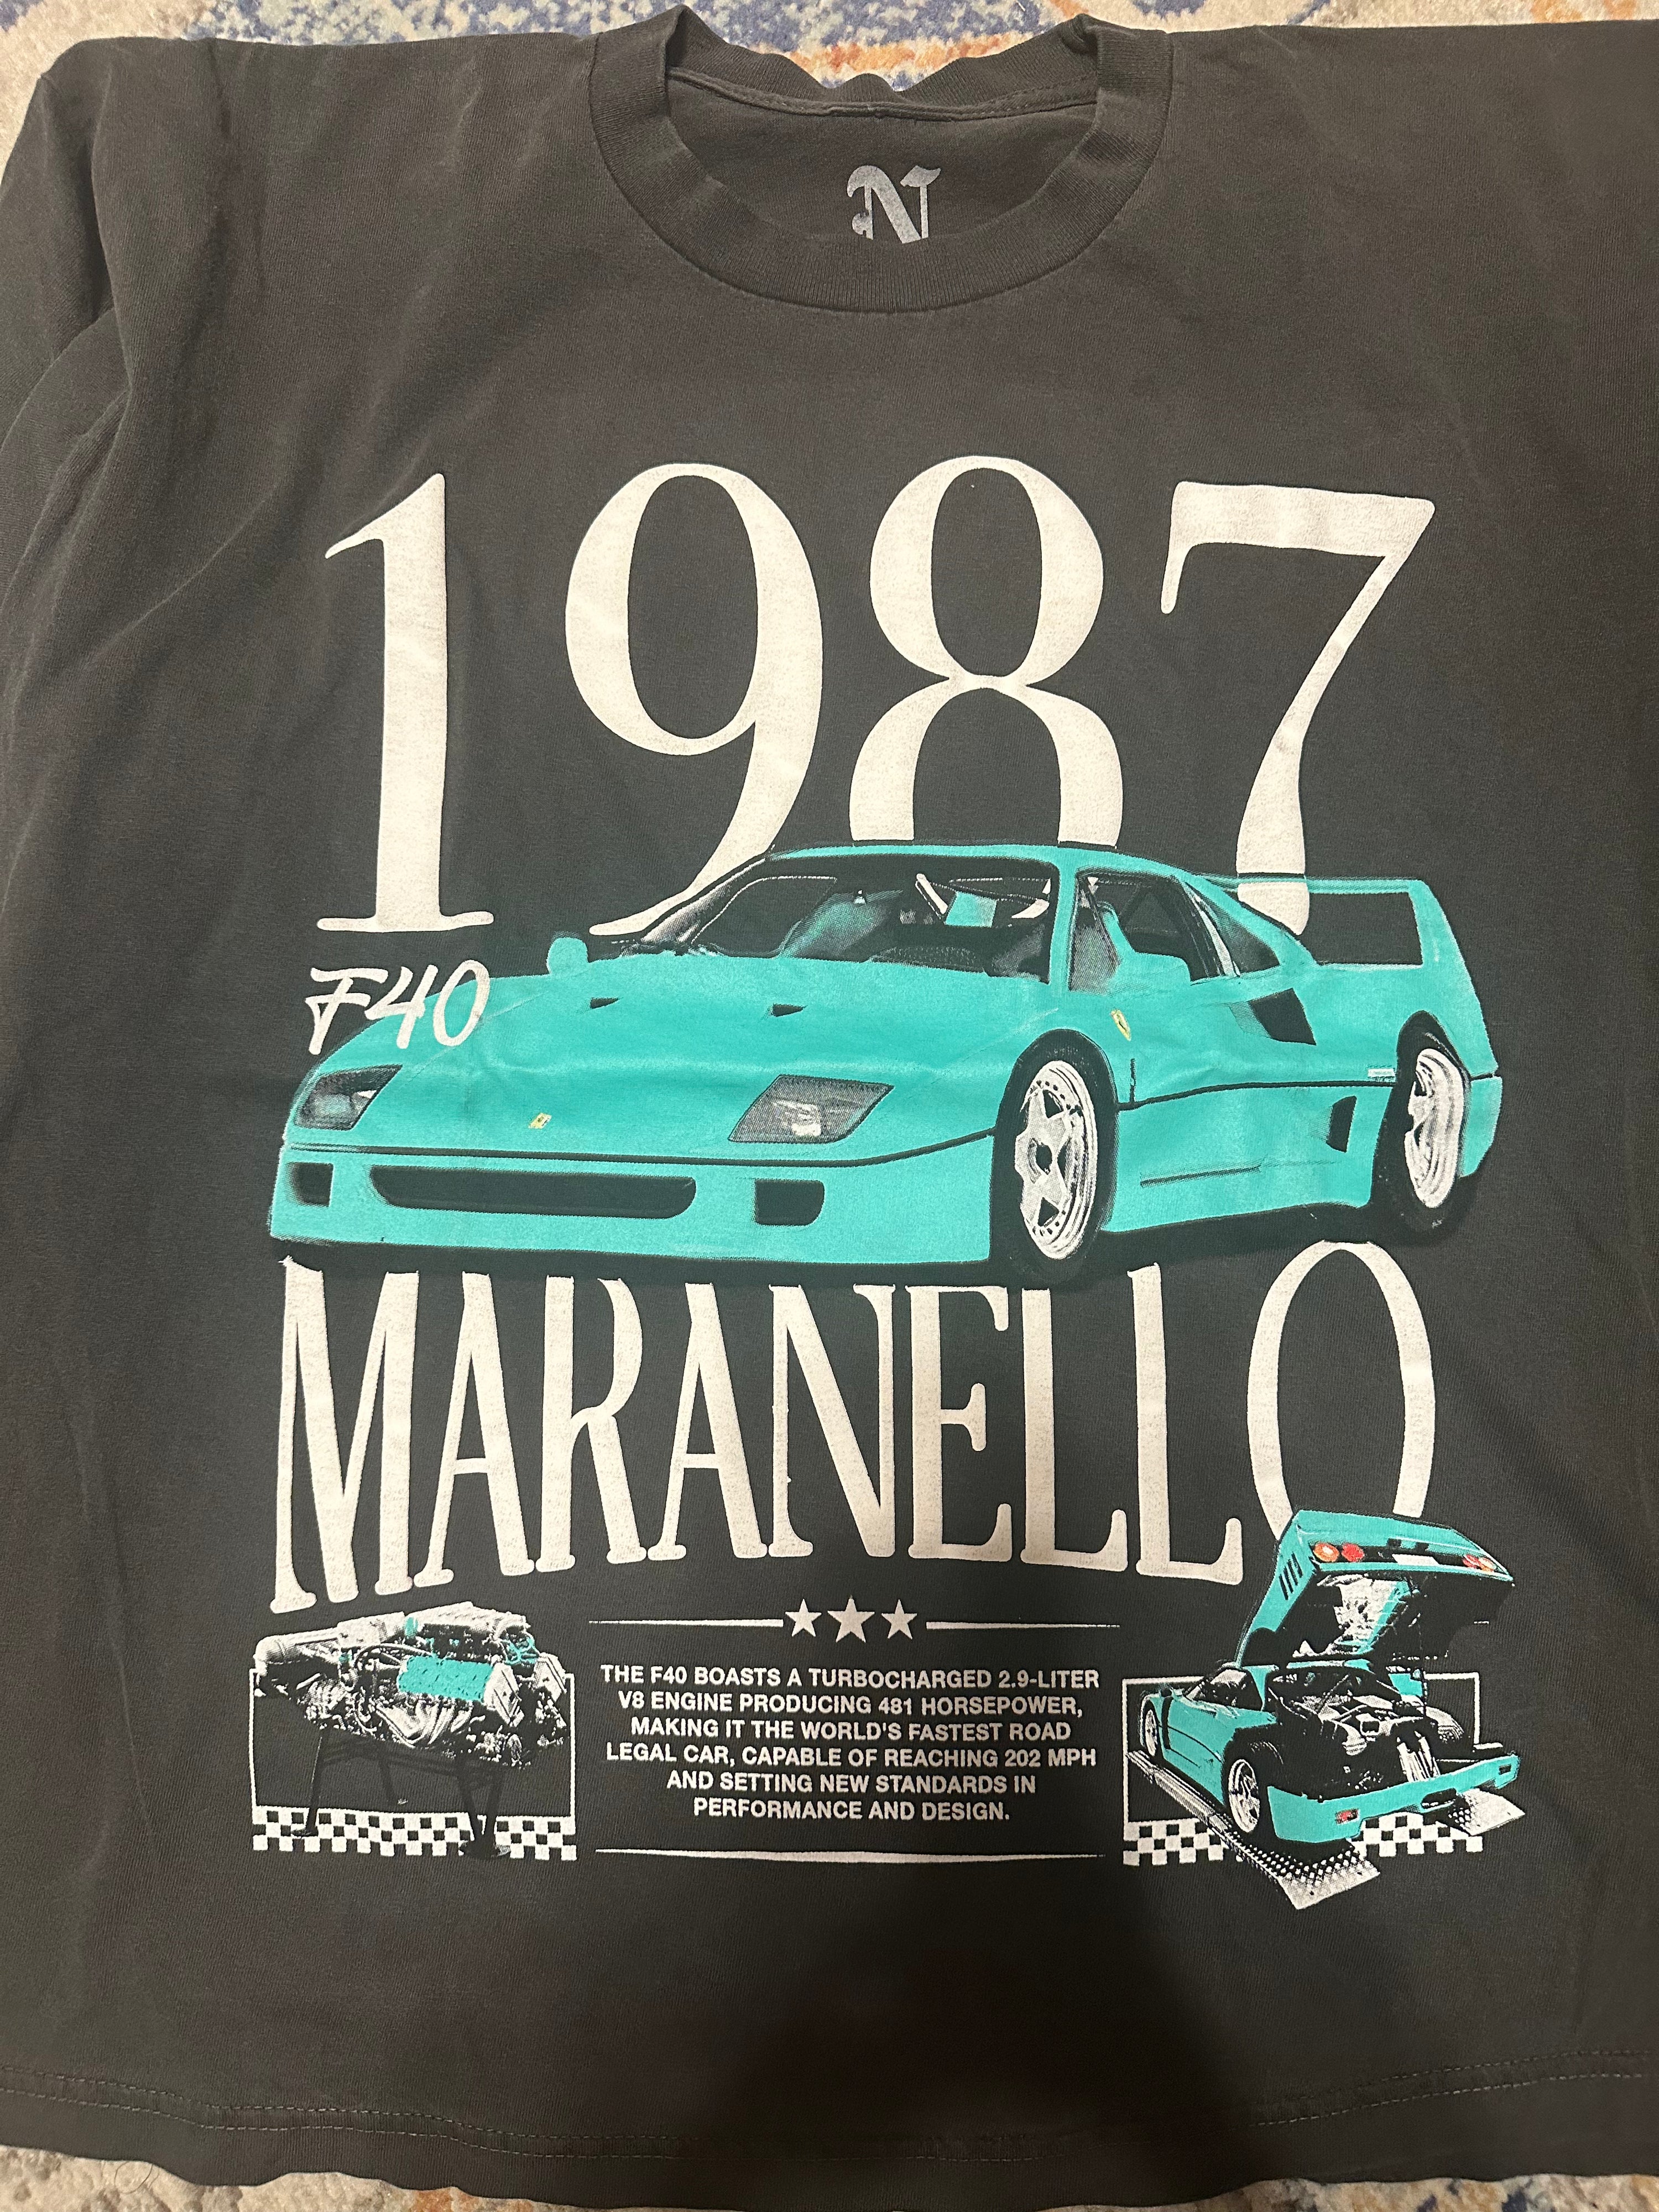 N
1987
F40
MARANELLO
THE F40 BOASTS A TURBOCHARGED 2.9-LITER
V8 ENGINE PRODUCING 481 HORSEPOWER,
MAKING IT THE WORLD'S FASTEST ROAD
LEGAL CAR, CAPABLE OF REACHING 202 MPH
AND SETTING NEW STANDARDS IN
PERFORMANCE AND DESIGN.